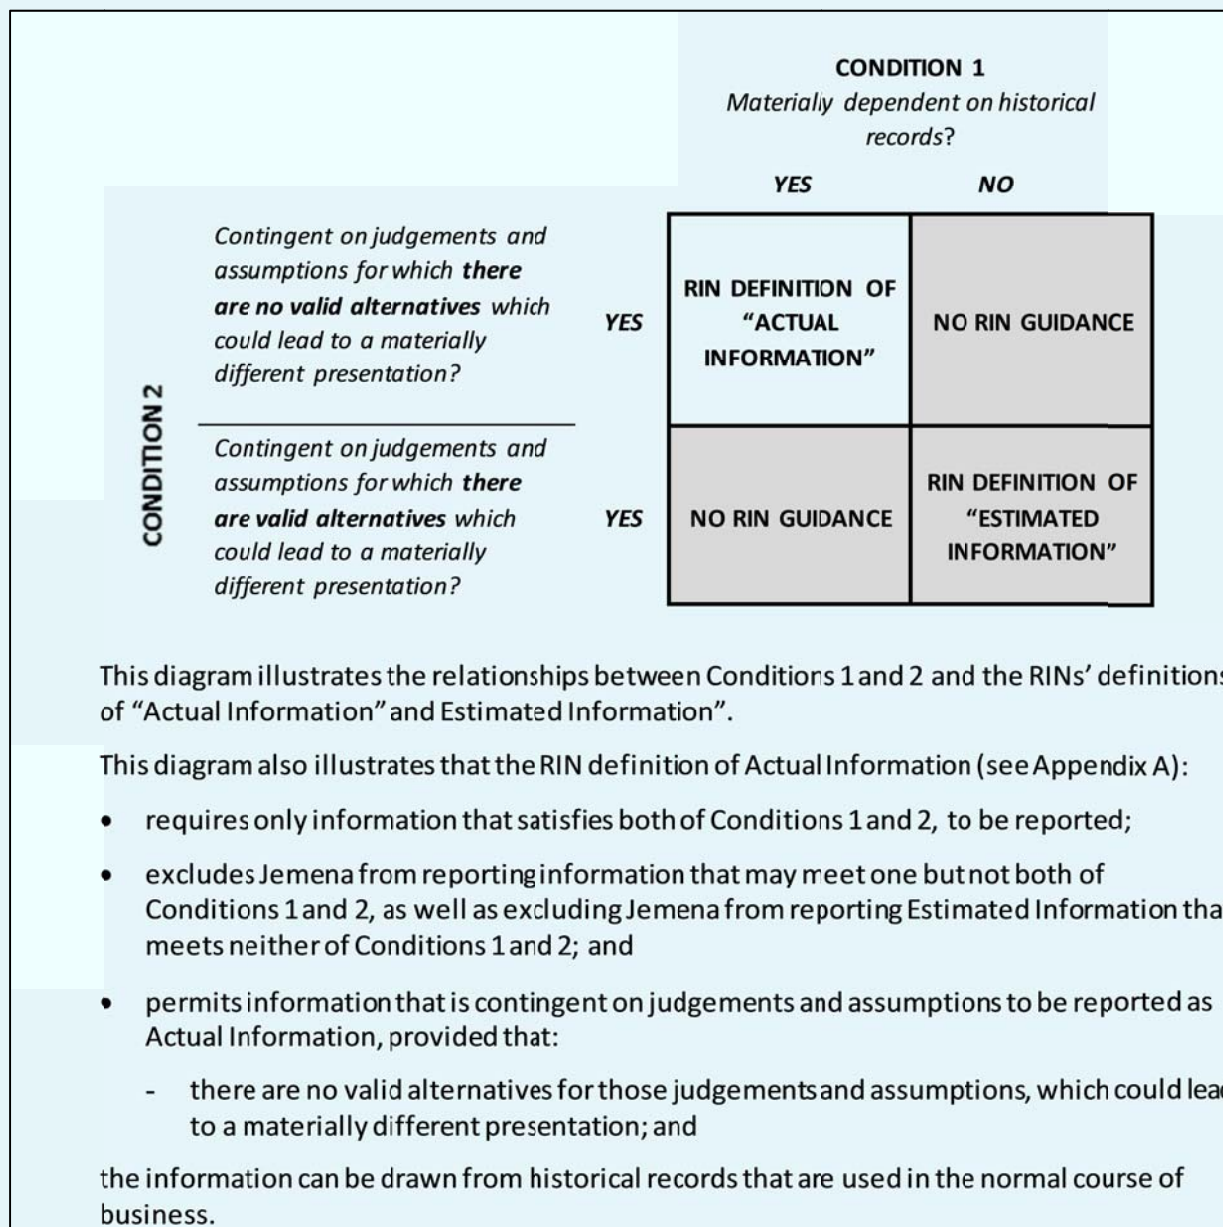 CONDITION 1
Materially dependent on historical
records?
YES NO
Contingent on judgements and
assumptions for which there
are no valid alternatives which
could lead to a materially
different presentation?
YES
RIN DEFINITION OF
“ACTUAL
INFORMATION”
NO RIN GUIDANCE
CONDITION 2
Contingent on judgements and
assumptions for which there
are valid alternatives which
could lead to a materially
different presentation?
YES
NO RIN GUIDANCE
RIN DEFINITION OF
“ESTIMATED
INFORMATION”
This diagram illustrates the relationships between Conditions 1 and 2 and the RINs’ definitions
of “Actual Information” and Estimated Information”.
This diagram also illustrates that the RIN definition of Actual Information (see Appendix A):
• requires only information that satisfies both of Conditions 1 and 2, to be reported;
• excludes Jemena from reporting information that may meet one but not both of
Conditions 1 and 2, as well as excluding Jemena from reporting Estimated Information tha
meets neither of Conditions 1 and 2; and
• permits information that is contingent on judgements and assumptions to be reported as
Actual Information, provided that:
- there are no valid alternatives for those judgements and assumptions, which could lead
to a materially different presentation; and
the information can be drawn from historical records that are used in the normal course of
business.